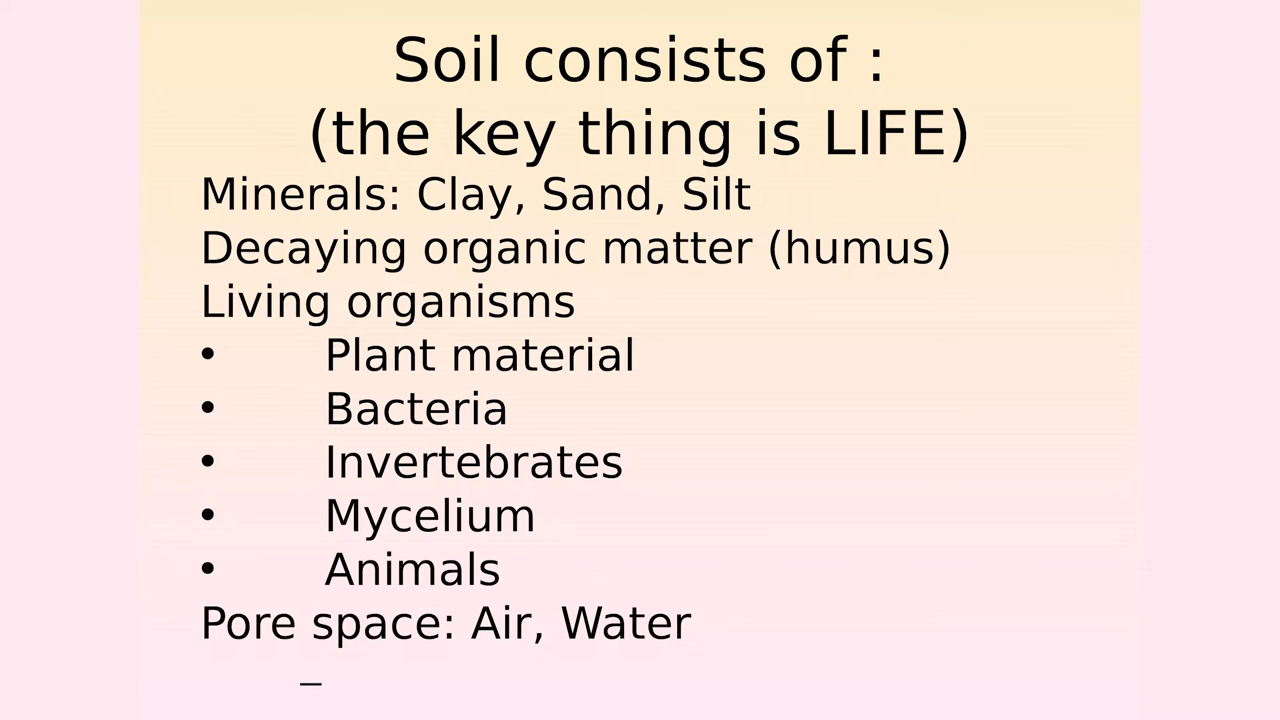 Soil consists of :
(the key thing is LIFE)
Minerals: Clay, Sand, Silt
Decaying organic matter (humus)
Living organisms
• Plant material
• Bacteria
• Invertebrates
• Mycelium
• Animals
Pore space: Air, Water
–